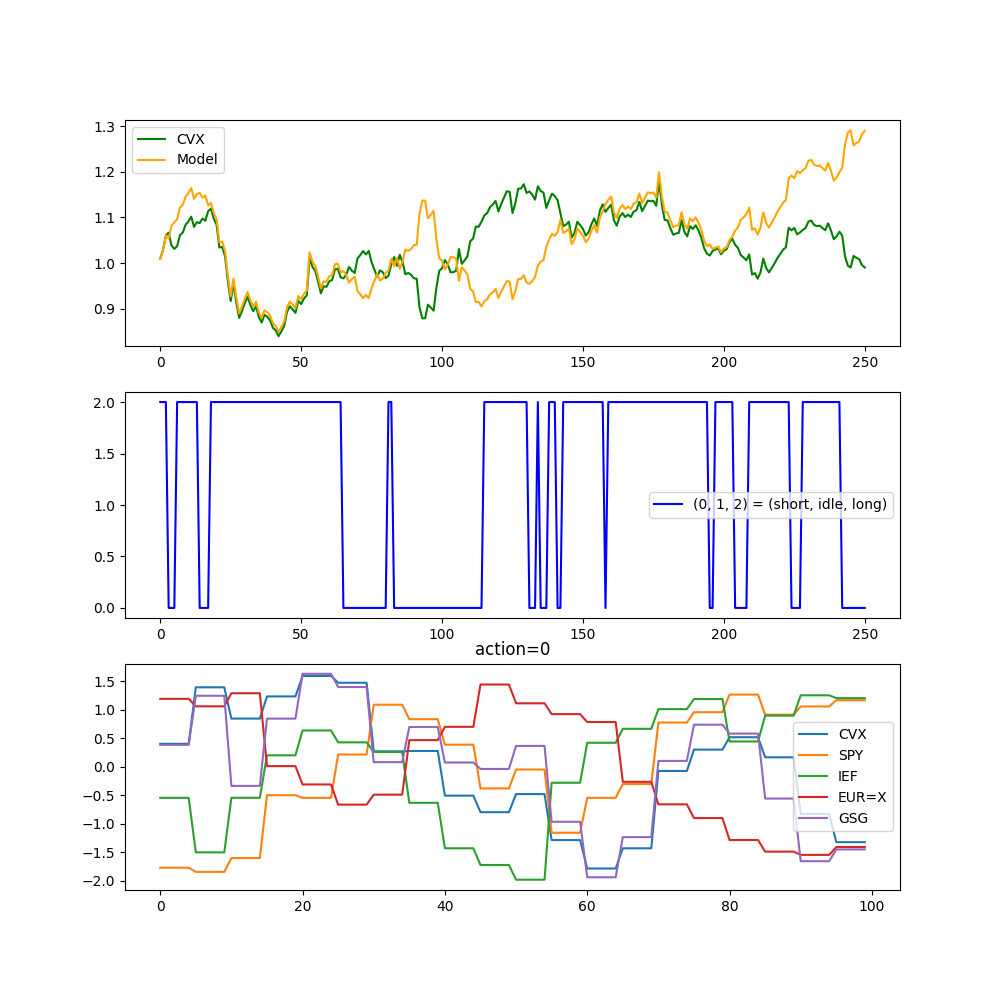 1.3
1.2
1.1
1.0
0.9
CVX
Model
0 50 100 150 200 250
2.0
1.5
1.0
0.5
0.0
(0, 1, 2) = (short, idle, long)
0 50 100 150 200 250
action=0
1.5
1.0
0.5
0.0
−0.5
−1.0
−1.5
−2.0
CVX
SPY
IEF
EUR=X
GSG
0 20 40 60 80 100